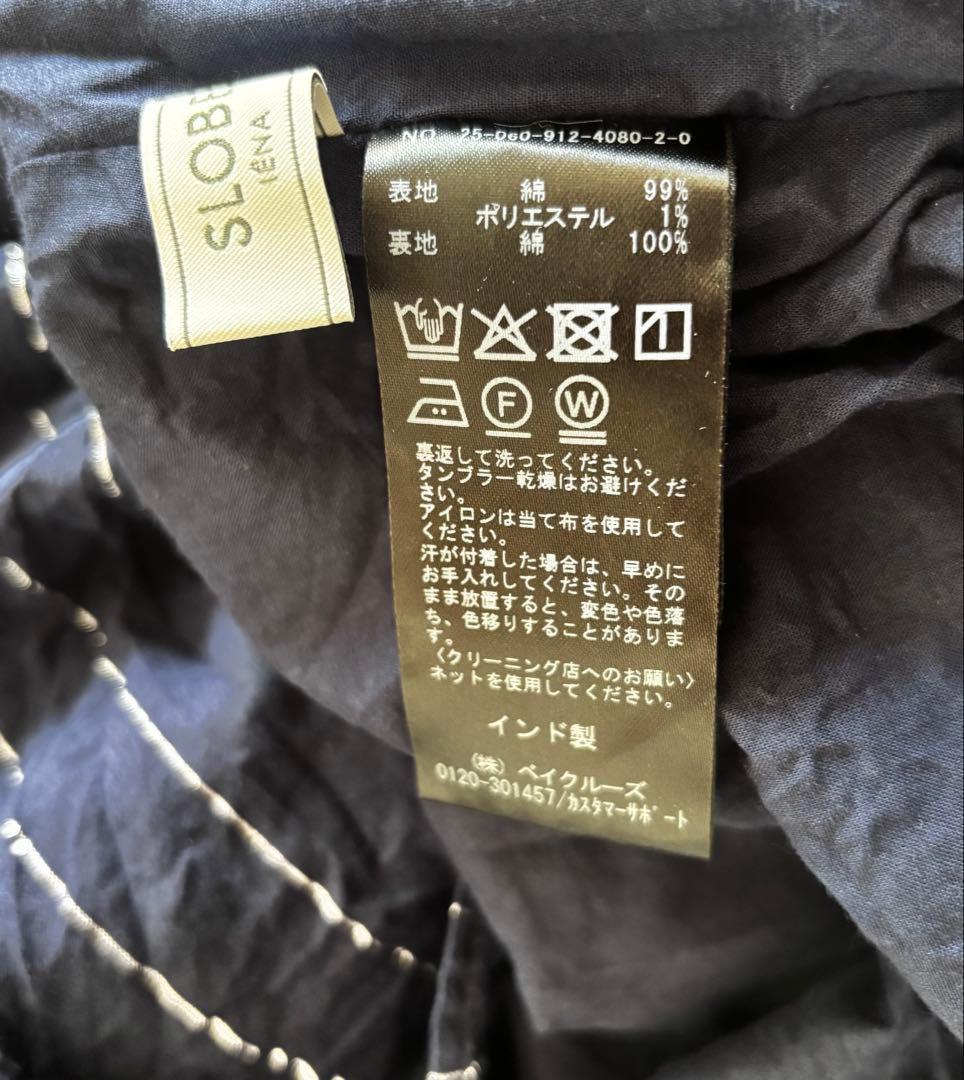 SLOBE
IÉNA
NO 25-060-912-4080-2-0
表地 綿 99%
ポリエステル 1%
裏地 綿 100%
F W
裏返して洗ってください。
タンブラー乾燥はお避けくだ
さい。
アイロンは当て布を使用して
ください。
汗が付着した場合は、早めに
お手入れしてください。その
まま放置すると、変色や色落
ち、色移りすることがありま
す。
〈クリーニング店へのお願い〉
ネットを使用してください。
インド製
(株) ベイクルーズ
0120-301457/カスタマーサポート